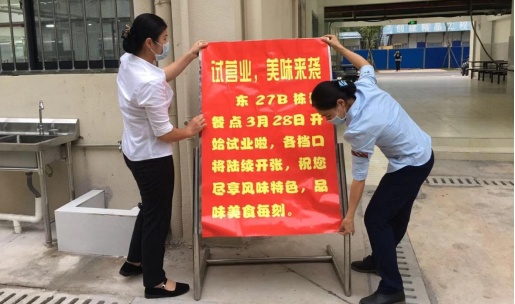 试营业，美味来袭
东 27B 栋
餐点3月28日开
始试业啦，各档口
将陆续开张，祝您
尽享风味特色，品
味美食每刻。